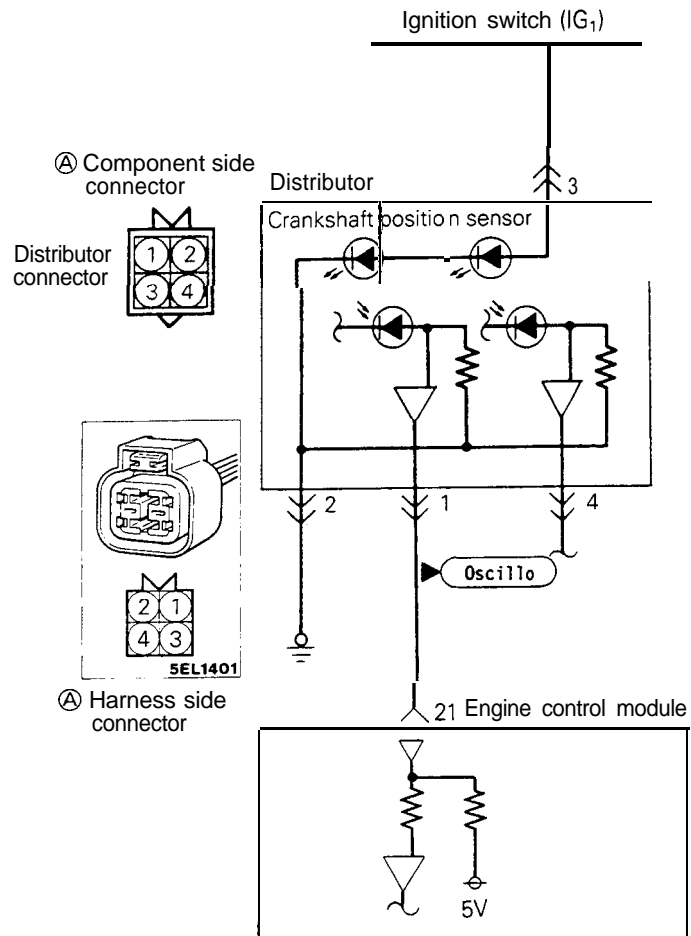 Ignition switch (IG₁)
Ⓐ Component side
connector
Distributor
3
Crankshaft position sensor
Distributor
connector
1 2
3 4
2
1
4
Oscillo
2 1
4 3
5EL1401
Ⓐ Harness side
connector
21 Engine control module
5V